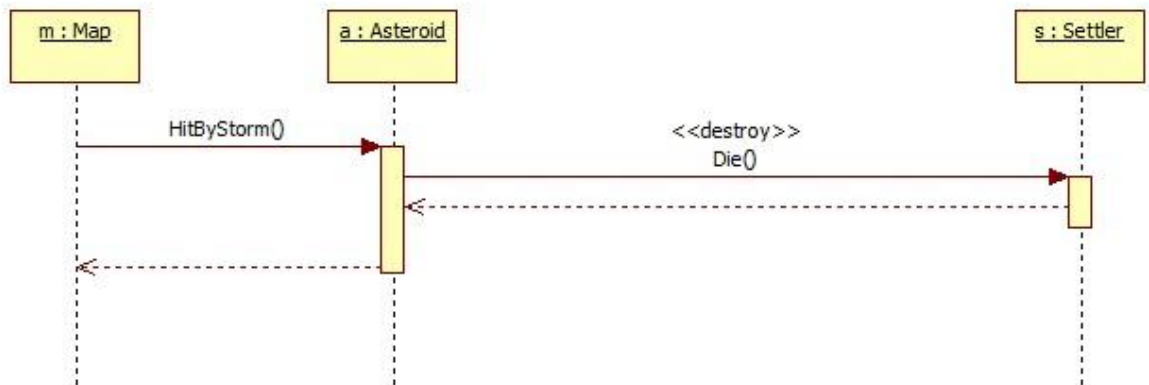 m : Map
a : Asteroid
s : Settler
HitByStorm()
<<destroy>>
Die()